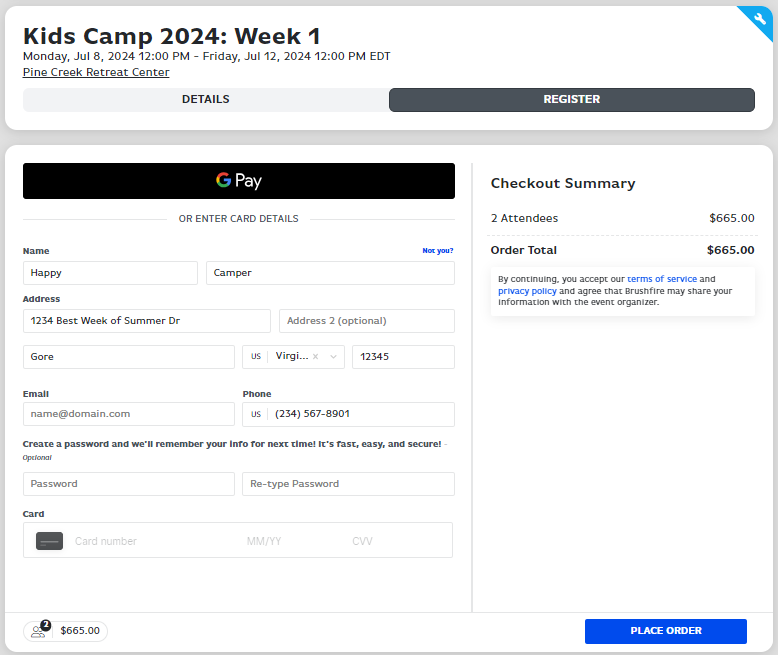 Kids Camp 2024: Week 1
Monday, Jul 8, 2024 12:00 PM - Friday, Jul 12, 2024 12:00 PM EDT
Pine Creek Retreat Center
DETAILS
REGISTER
G Pay
OR ENTER CARD DETAILS
Name
Not you?
Happy
Camper
Address
1234 Best Week of Summer Dr
Address 2 (optional)
Gore
US Virgi...
12345
Email
Phone
name@domain.com
US (234) 567-8901
Create a password and we'll remember your info for next time! It's fast, easy, and secure! -
Optional
Password
Re-type Password
Card
Card number
MM/YY
CVV
Checkout Summary
2 Attendees $665.00
Order Total $665.00
By continuing, you accept our terms of service and
privacy policy and agree that Brushfire may share your
information with the event organizer.
2
$665.00
PLACE ORDER